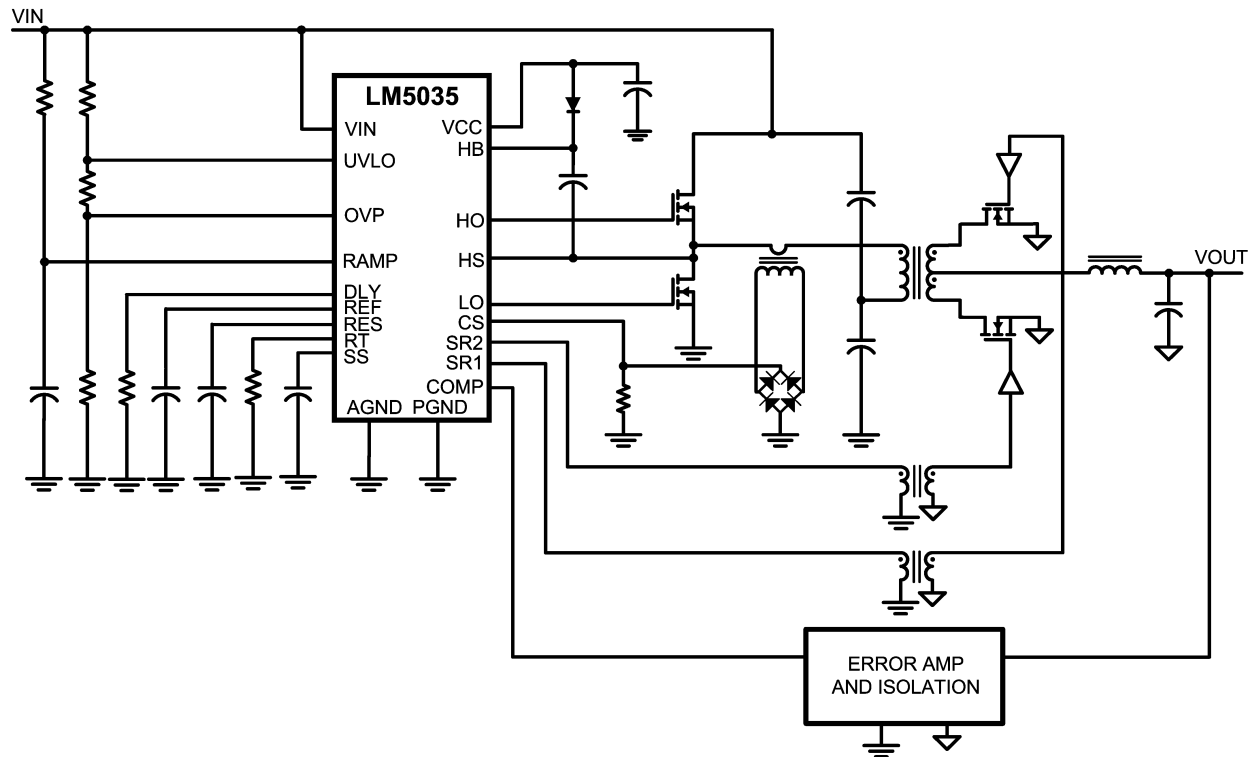 VIN
LM5035
VIN
UVLO
OVP
RAMP
DLY
REF
RES
RT
SS
VCC
HB
HO
HS
LO
CS
SR2
SR1
COMP
AGND PGND
VOUT
ERROR AMP
AND ISOLATION